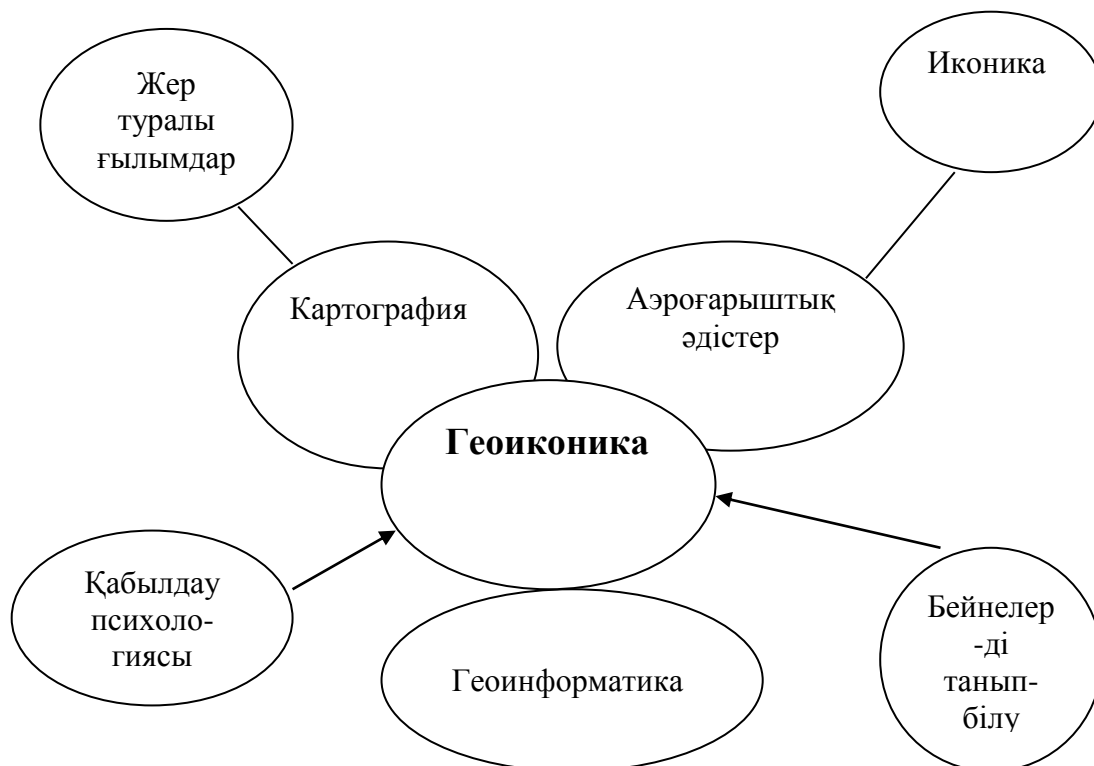 Жер
туралы
ғылымдар
Иконика
Картография
Аэроғарыштық
әдістер
Геоиконика
Қабылдау
психоло-
гиясы
Геоинформатика
Бейнелер
-ді
танып-
білу